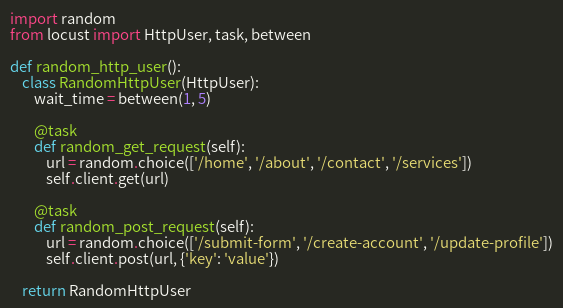 import random
from locust import HttpUser, task, between

def random_http_user():
    class RandomHttpUser(HttpUser):
        wait_time = between(1, 5)

        @task
        def random_get_request(self):
            url = random.choice(['/home', '/about', '/contact', '/services'])
            self.client.get(url)

        @task
        def random_post_request(self):
            url = random.choice(['/submit-form', '/create-account', '/update-profile'])
            self.client.post(url, {'key': 'value'})

    return RandomHttpUser